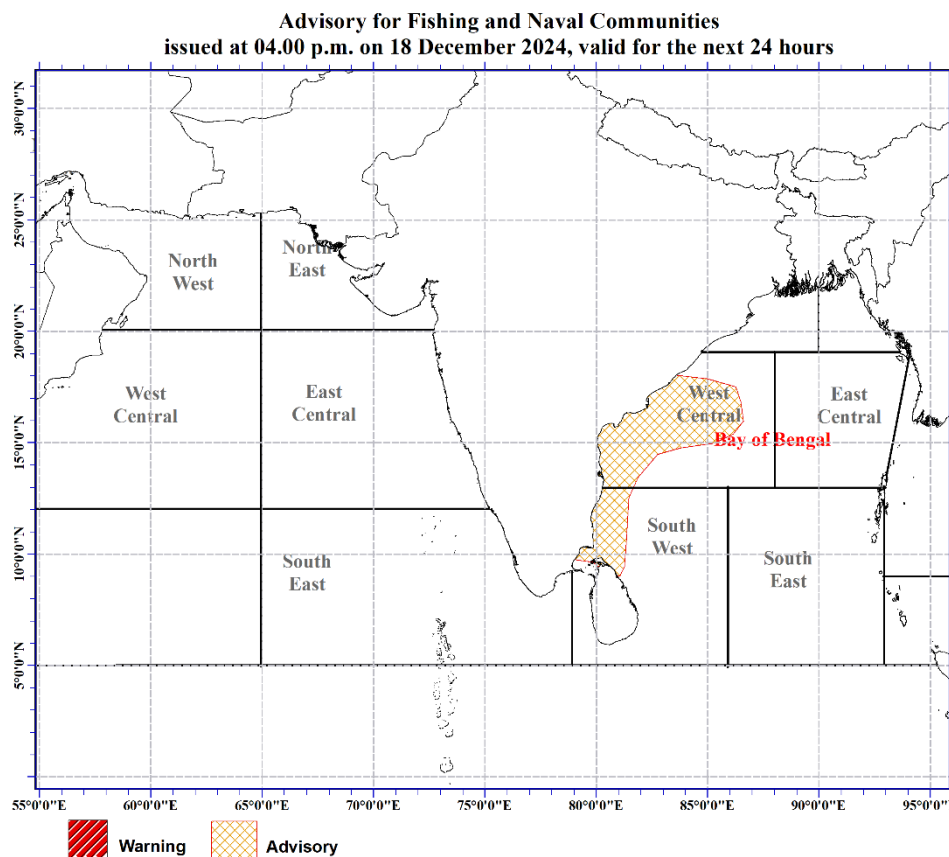 Advisory for Fishing and Naval Communities
issued at 04.00 p.m. on 18 December 2024, valid for the next 24 hours
30°0'0"N
25°0'0"N
20°0'0"N
15°0'0"N
10°0'0"N
5°0'0"N
North
West
North
East
West
Central
East
Central
South
East
West
Central
East
Central
Bay of Bengal
South
West
South
East
55°0'0"E
60°0'0"E
65°0'0"E
70°0'0"E
75°0'0"E
80°0'0"E
85°0'0"E
90°0'0"E
95°0'0"E
Warning
Advisory